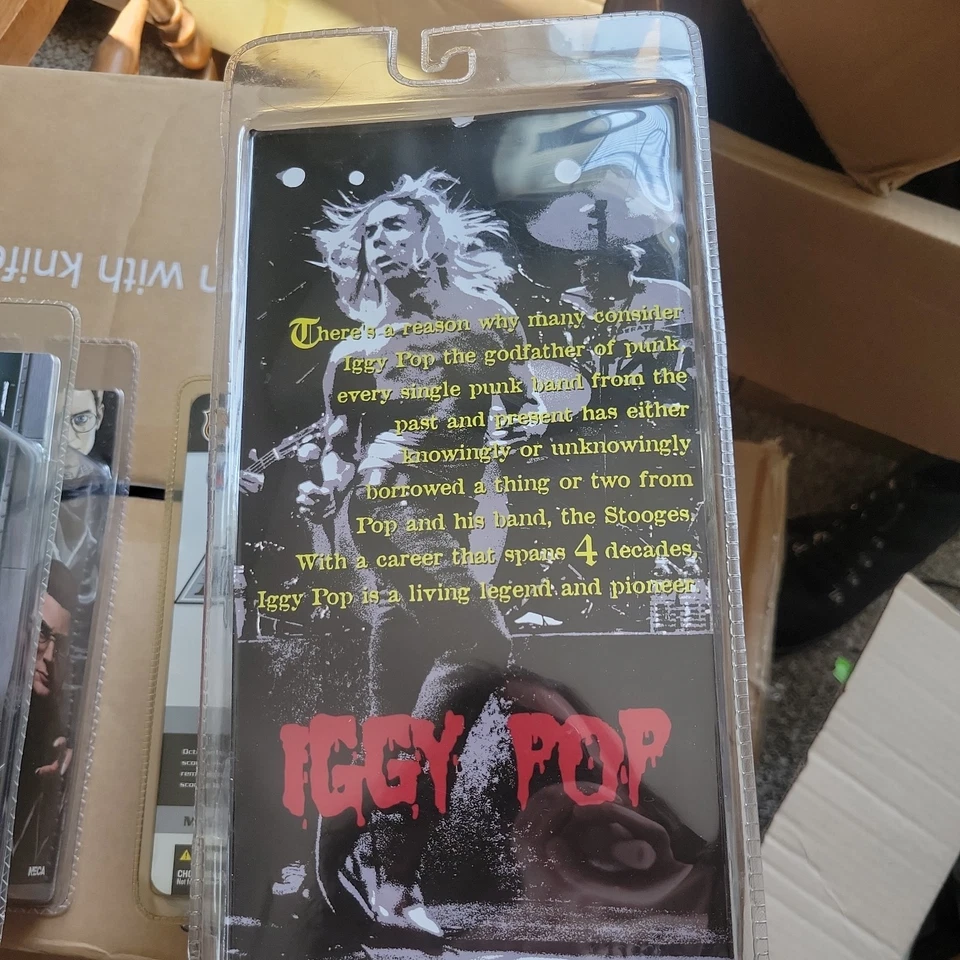 There's a reason why many consider
Iggy Pop the godfather of punk,
every single punk band from the
past and present has either
knowingly or unknowingly
borrowed a thing or two from
Pop and his band, the Stooges.
With a career that spans 4 decades,
Iggy Pop is a living legend and pioneer
IGGY POP
with knife
NECA